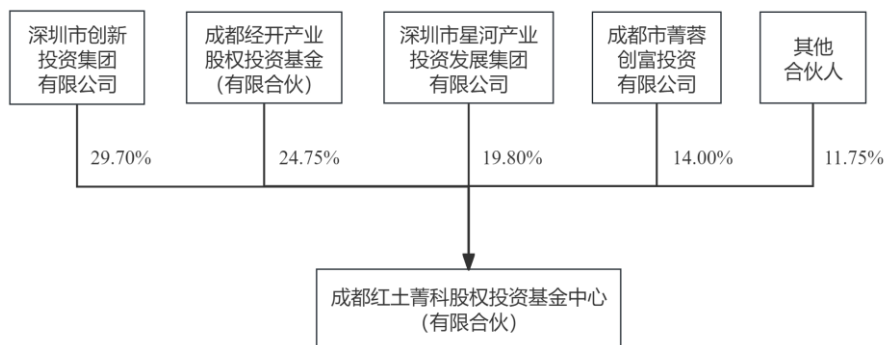 深圳市创新
投资集团
有限公司
成都经开产业
股权投资基金
（有限合伙）
深圳市星河产业
投资发展集团
有限公司
成都市菁蓉
创富投资
有限公司
其他
合伙人
29.70%
24.75%
19.80%
14.00%
11.75%
成都红土菁科股权投资基金中心
（有限合伙）